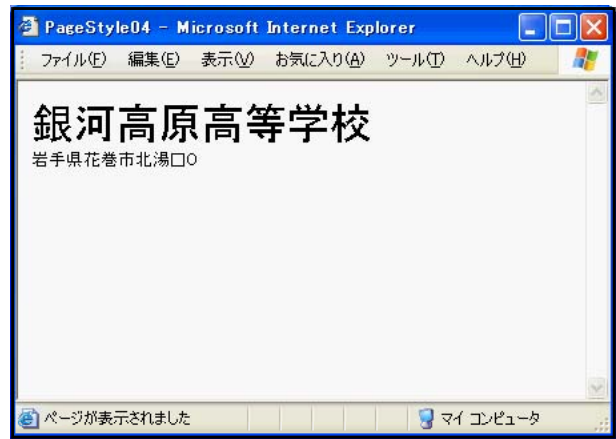 PageStyle04 - Microsoft Internet Explorer
ファイル(F) 編集(E) 表示(V) お気に入り(A) ツール(T) ヘルプ(H)
銀河高原高等学校
岩手県花巻市北湯口0
ページが表示されました マイ コンピュータ